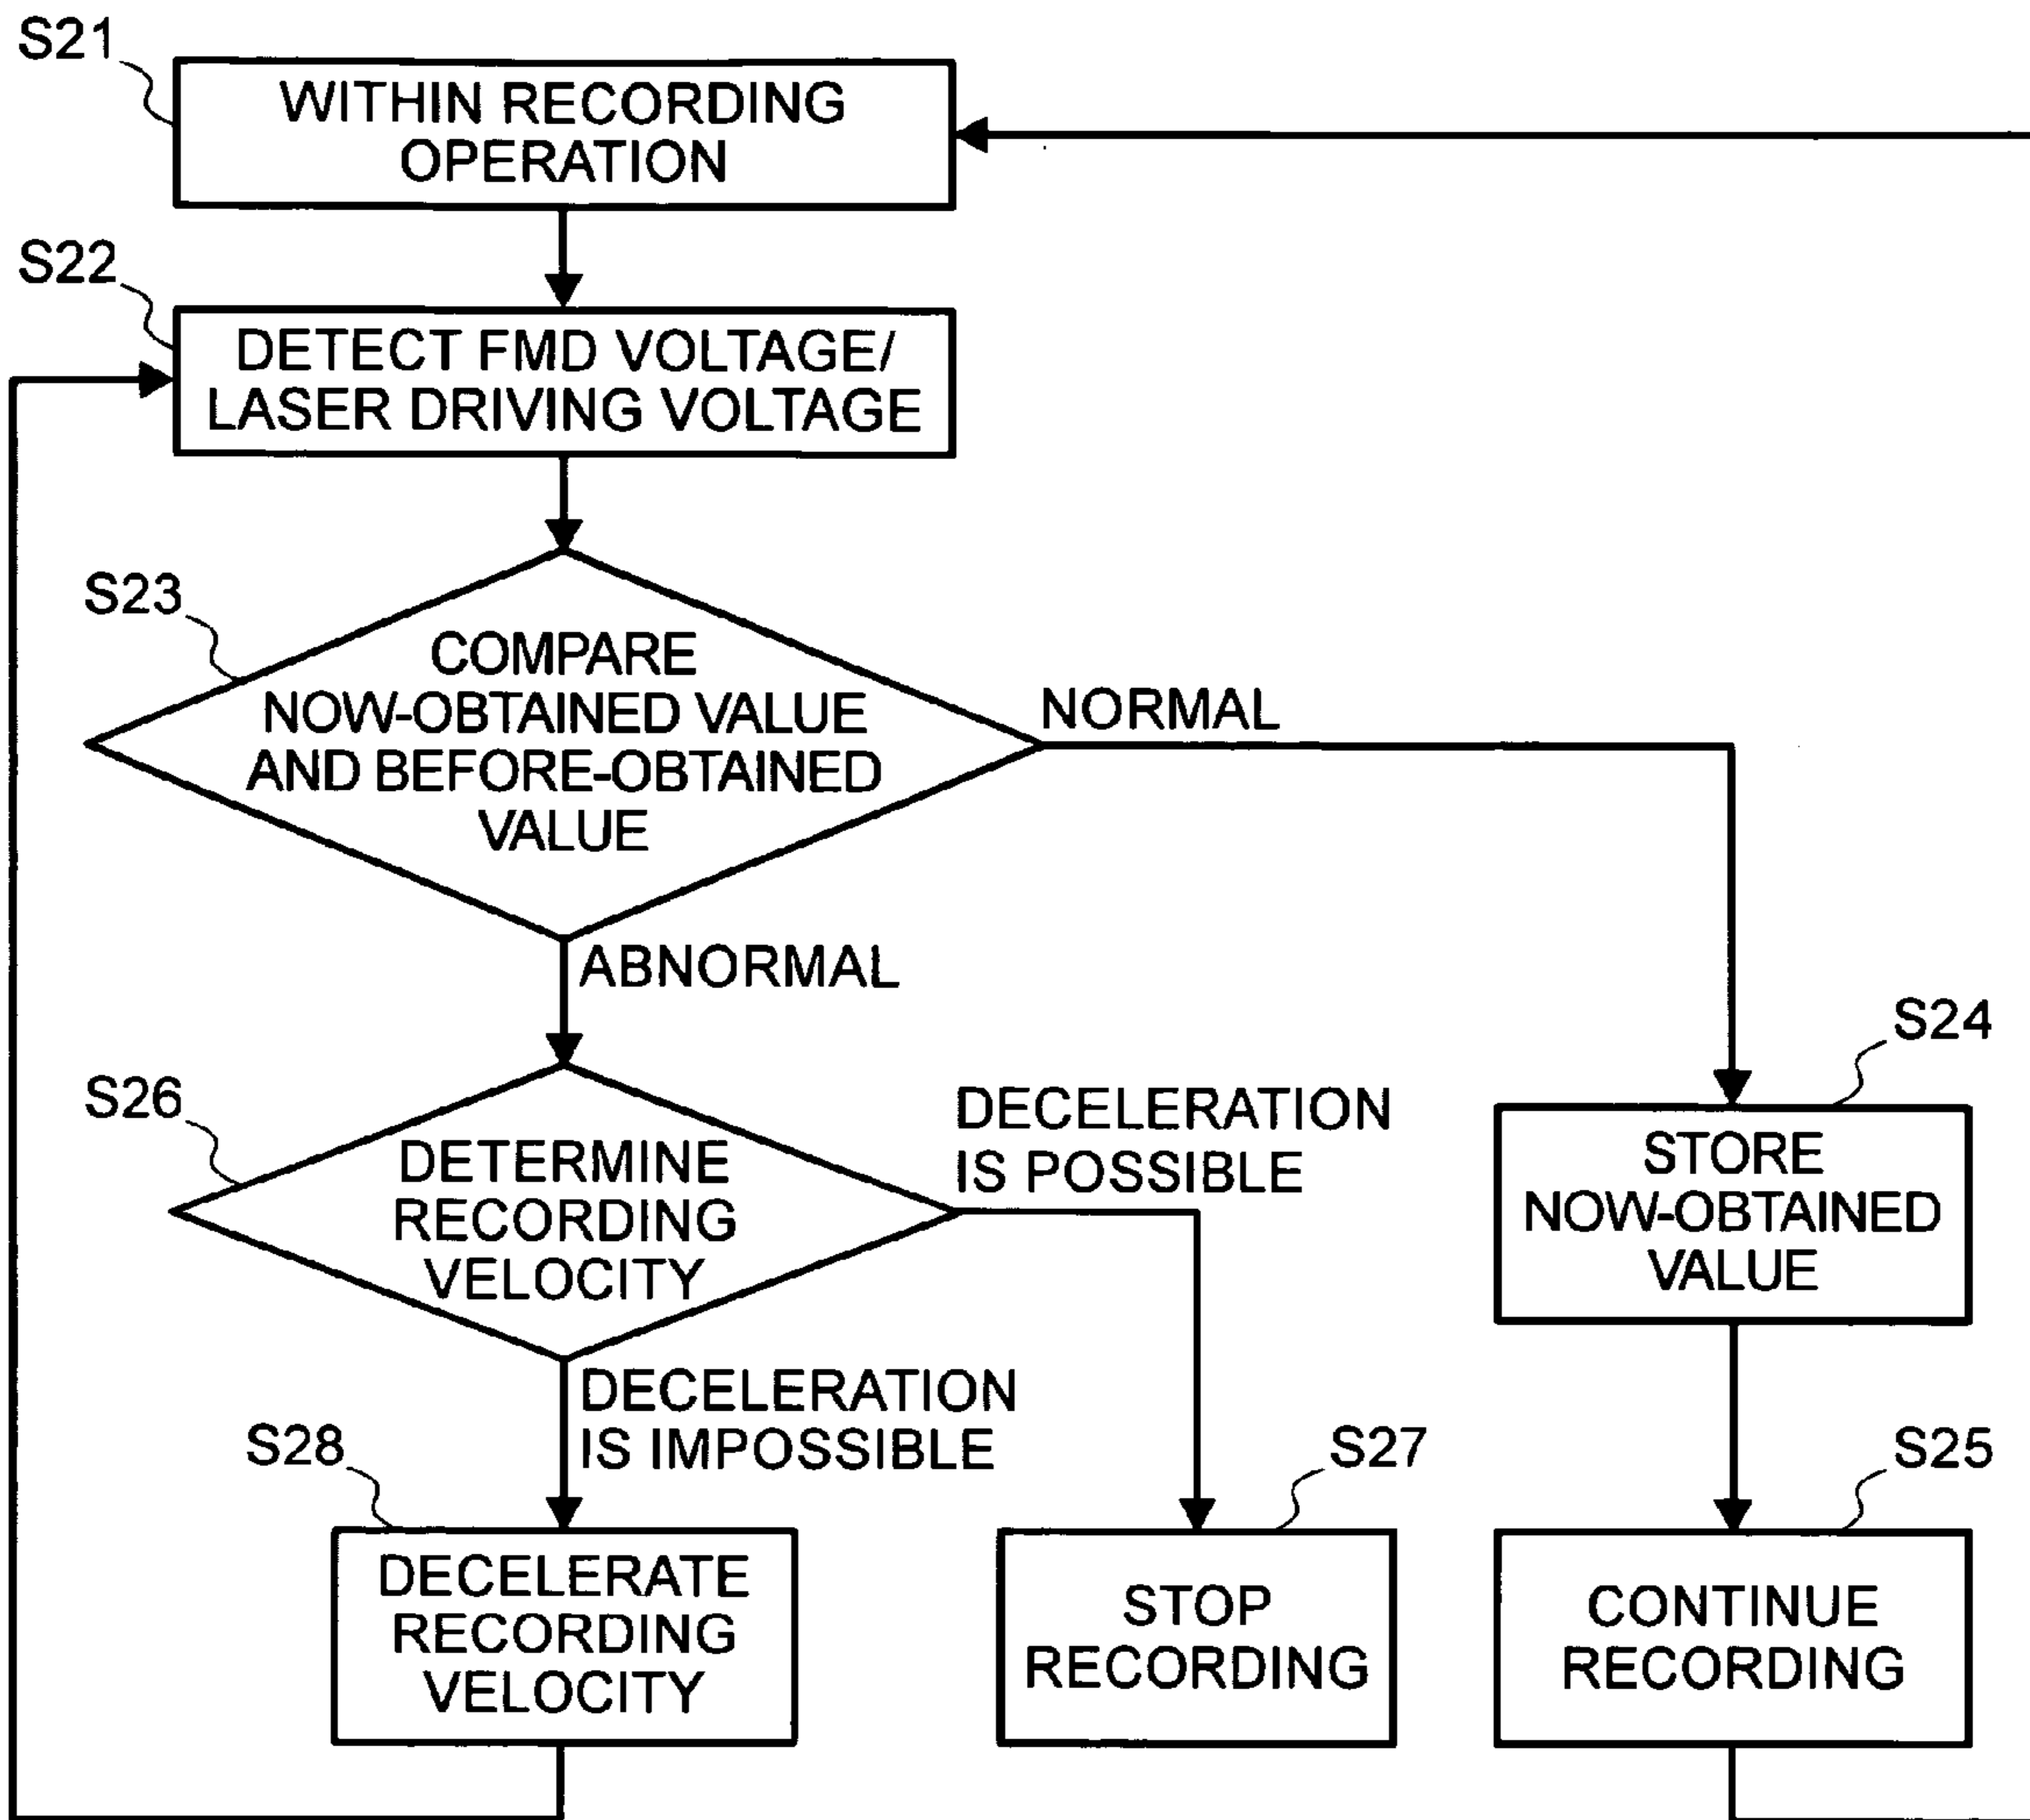 S21
WITHIN RECORDING
OPERATION
S22
DETECT FMD VOLTAGE/
LASER DRIVING VOLTAGE
S23
COMPARE
NOW-OBTAINED VALUE
AND BEFORE-OBTAINED
VALUE
NORMAL
ABNORMAL
S24
STORE
NOW-OBTAINED
VALUE
S26
DETERMINE
RECORDING
VELOCITY
DECELERATION
IS POSSIBLE
DECELERATION
IS IMPOSSIBLE
S28
DECELERATE
RECORDING
VELOCITY
S27
STOP
RECORDING
S25
CONTINUE
RECORDING